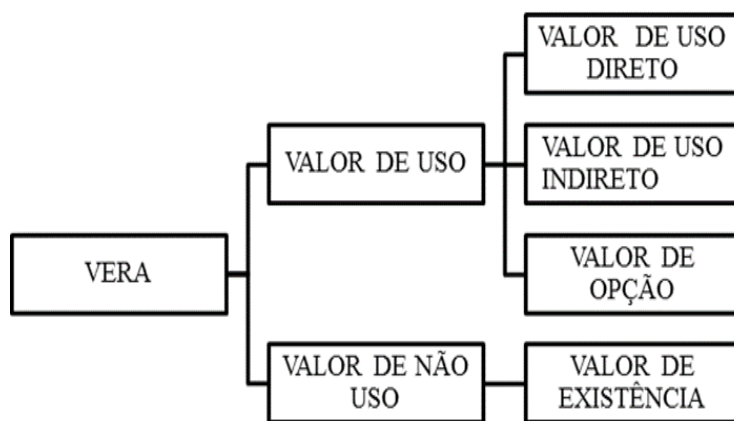 VERA
VALOR DE USO
VALOR DE USO
DIRETO
VALOR DE USO
INDIRETO
VALOR DE
OPÇÃO
VALOR DE NÃO
USO
VALOR DE
EXISTÊNCIA